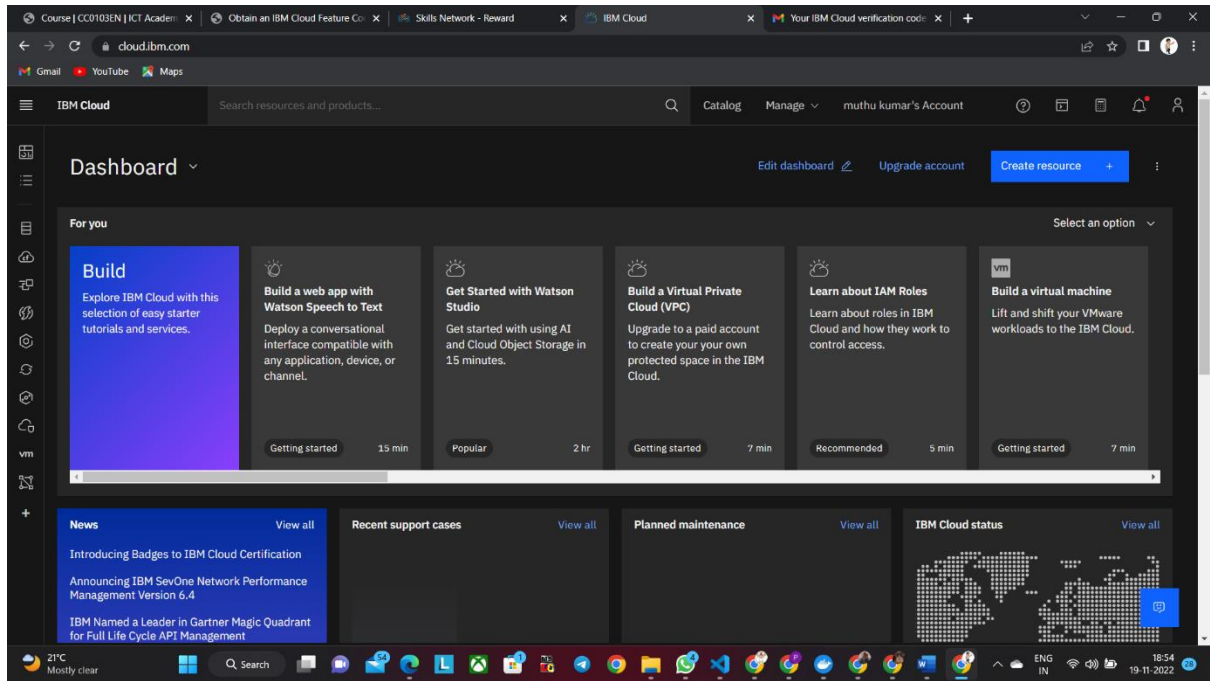 Course | CC0103EN | ICT Academ
Obtain an IBM Cloud Feature Co
Skills Network - Reward
IBM Cloud
Your IBM Cloud verification code
cloud.ibm.com
Gmail
YouTube
Maps
IBM Cloud
Search resources and products...
Catalog
Manage
muthu kumar's Account
Dashboard
Edit dashboard
Upgrade account
Create resource +
For you
Select an option
Build
Explore IBM Cloud with this
selection of easy starter
tutorials and services.
Build a web app with
Watson Speech to Text
Deploy a conversational
interface compatible with
any application, device, or
channel.
Getting started
15 min
Get Started with Watson
Studio
Get started with using AI
and Cloud Object Storage in
15 minutes.
Popular
2 hr
Build a Virtual Private
Cloud (VPC)
Upgrade to a paid account
to create your your own
protected space in the IBM
Cloud.
Getting started
7 min
Learn about IAM Roles
Learn about roles in IBM
Cloud and how they work to
control access.
Recommended
5 min
vm
Build a virtual machine
Lift and shift your VMware
workloads to the IBM Cloud.
Getting started
7 min
vm
News
View all
Introducing Badges to IBM Cloud Certification
Announcing IBM SevOne Network Performance
Management Version 6.4
IBM Named a Leader in Gartner Magic Quadrant
for Full Life Cycle API Management
Recent support cases
View all
Planned maintenance
View all
IBM Cloud status
View all
21°C
Mostly clear
Search
54
L
1
4
ENG
IN
18:54
19-11-2022
28